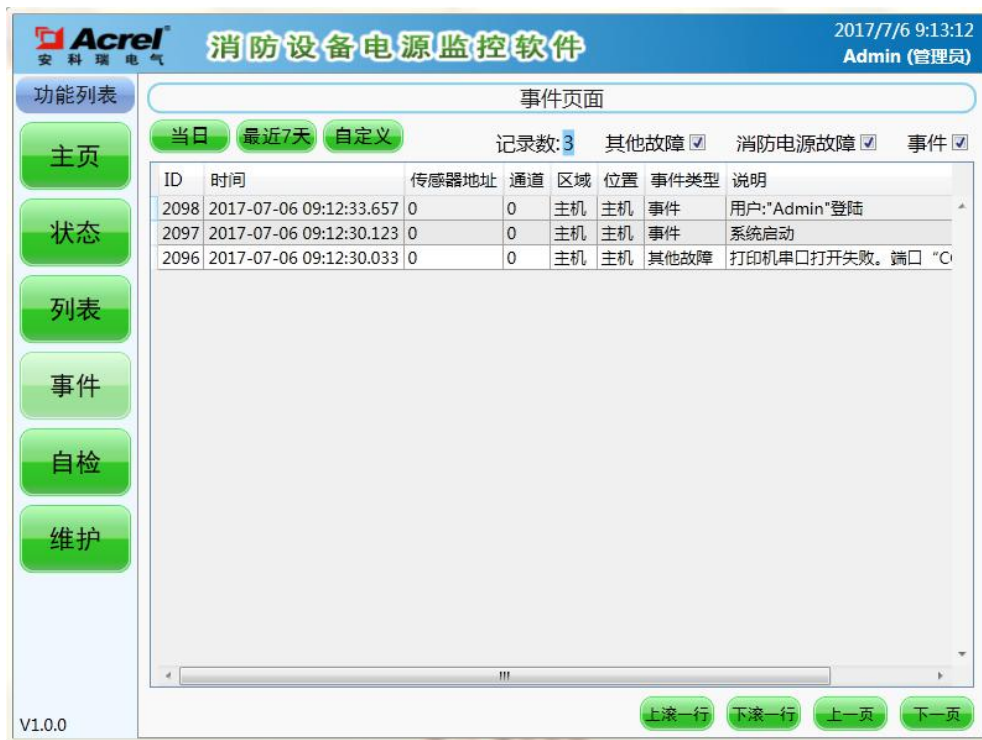 Acrel
安科瑞电气
消防设备电源监控软件
2017/7/6 9:13:12
Admin (管理员)
功能列表
主页
状态
列表
事件
自检
维护
V1.0.0
事件页面
当日 最近7天 自定义 记录数:3 其他故障 消防电源故障 事件
ID 时间 传感器地址 通道 区域 位置 事件类型 说明
2098 2017-07-06 09:12:33.657 0 0 主机 主机 事件 用户:"Admin"登陆
2097 2017-07-06 09:12:30.123 0 0 主机 主机 事件 系统启动
2096 2017-07-06 09:12:30.033 0 0 主机 主机 其他故障 打印机串口打开失败。端口“C
上滚一行 下滚一行 上一页 下一页